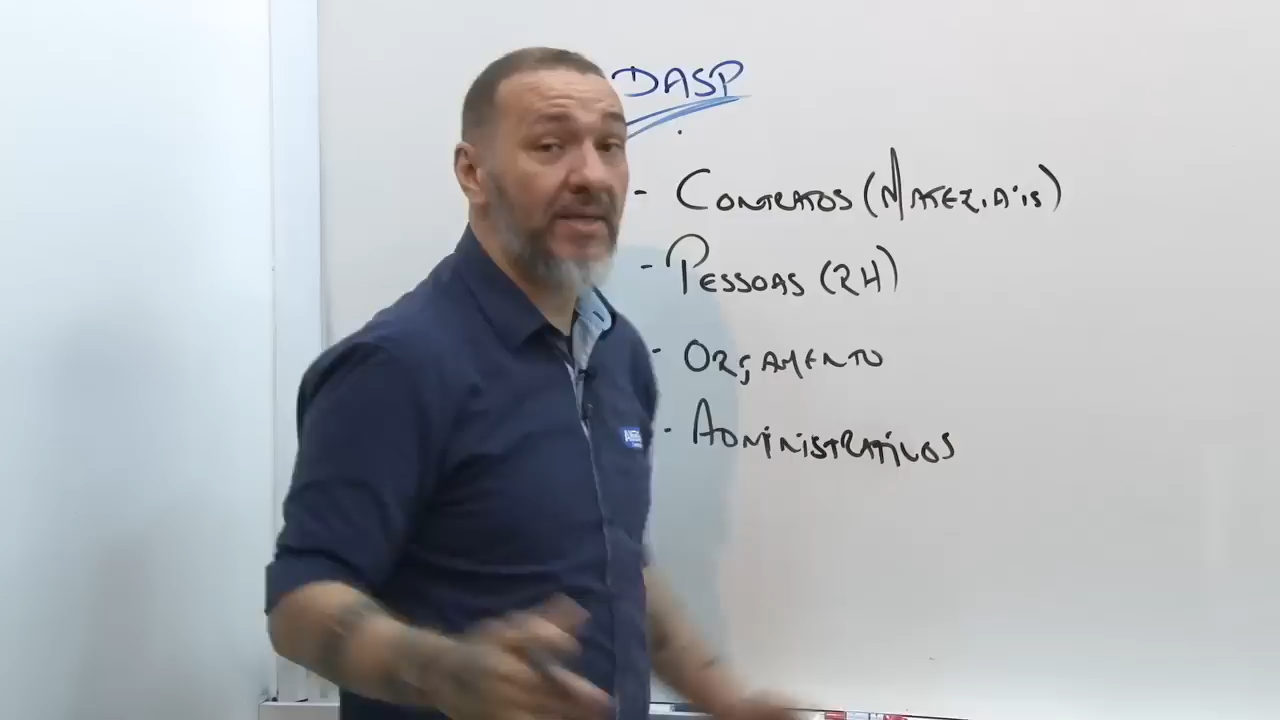 DASP
- CONTRATOS (MATERIAIS)
- PESSOAS (RH)
- ORÇAMENTO
- ADMINISTRATIVOS